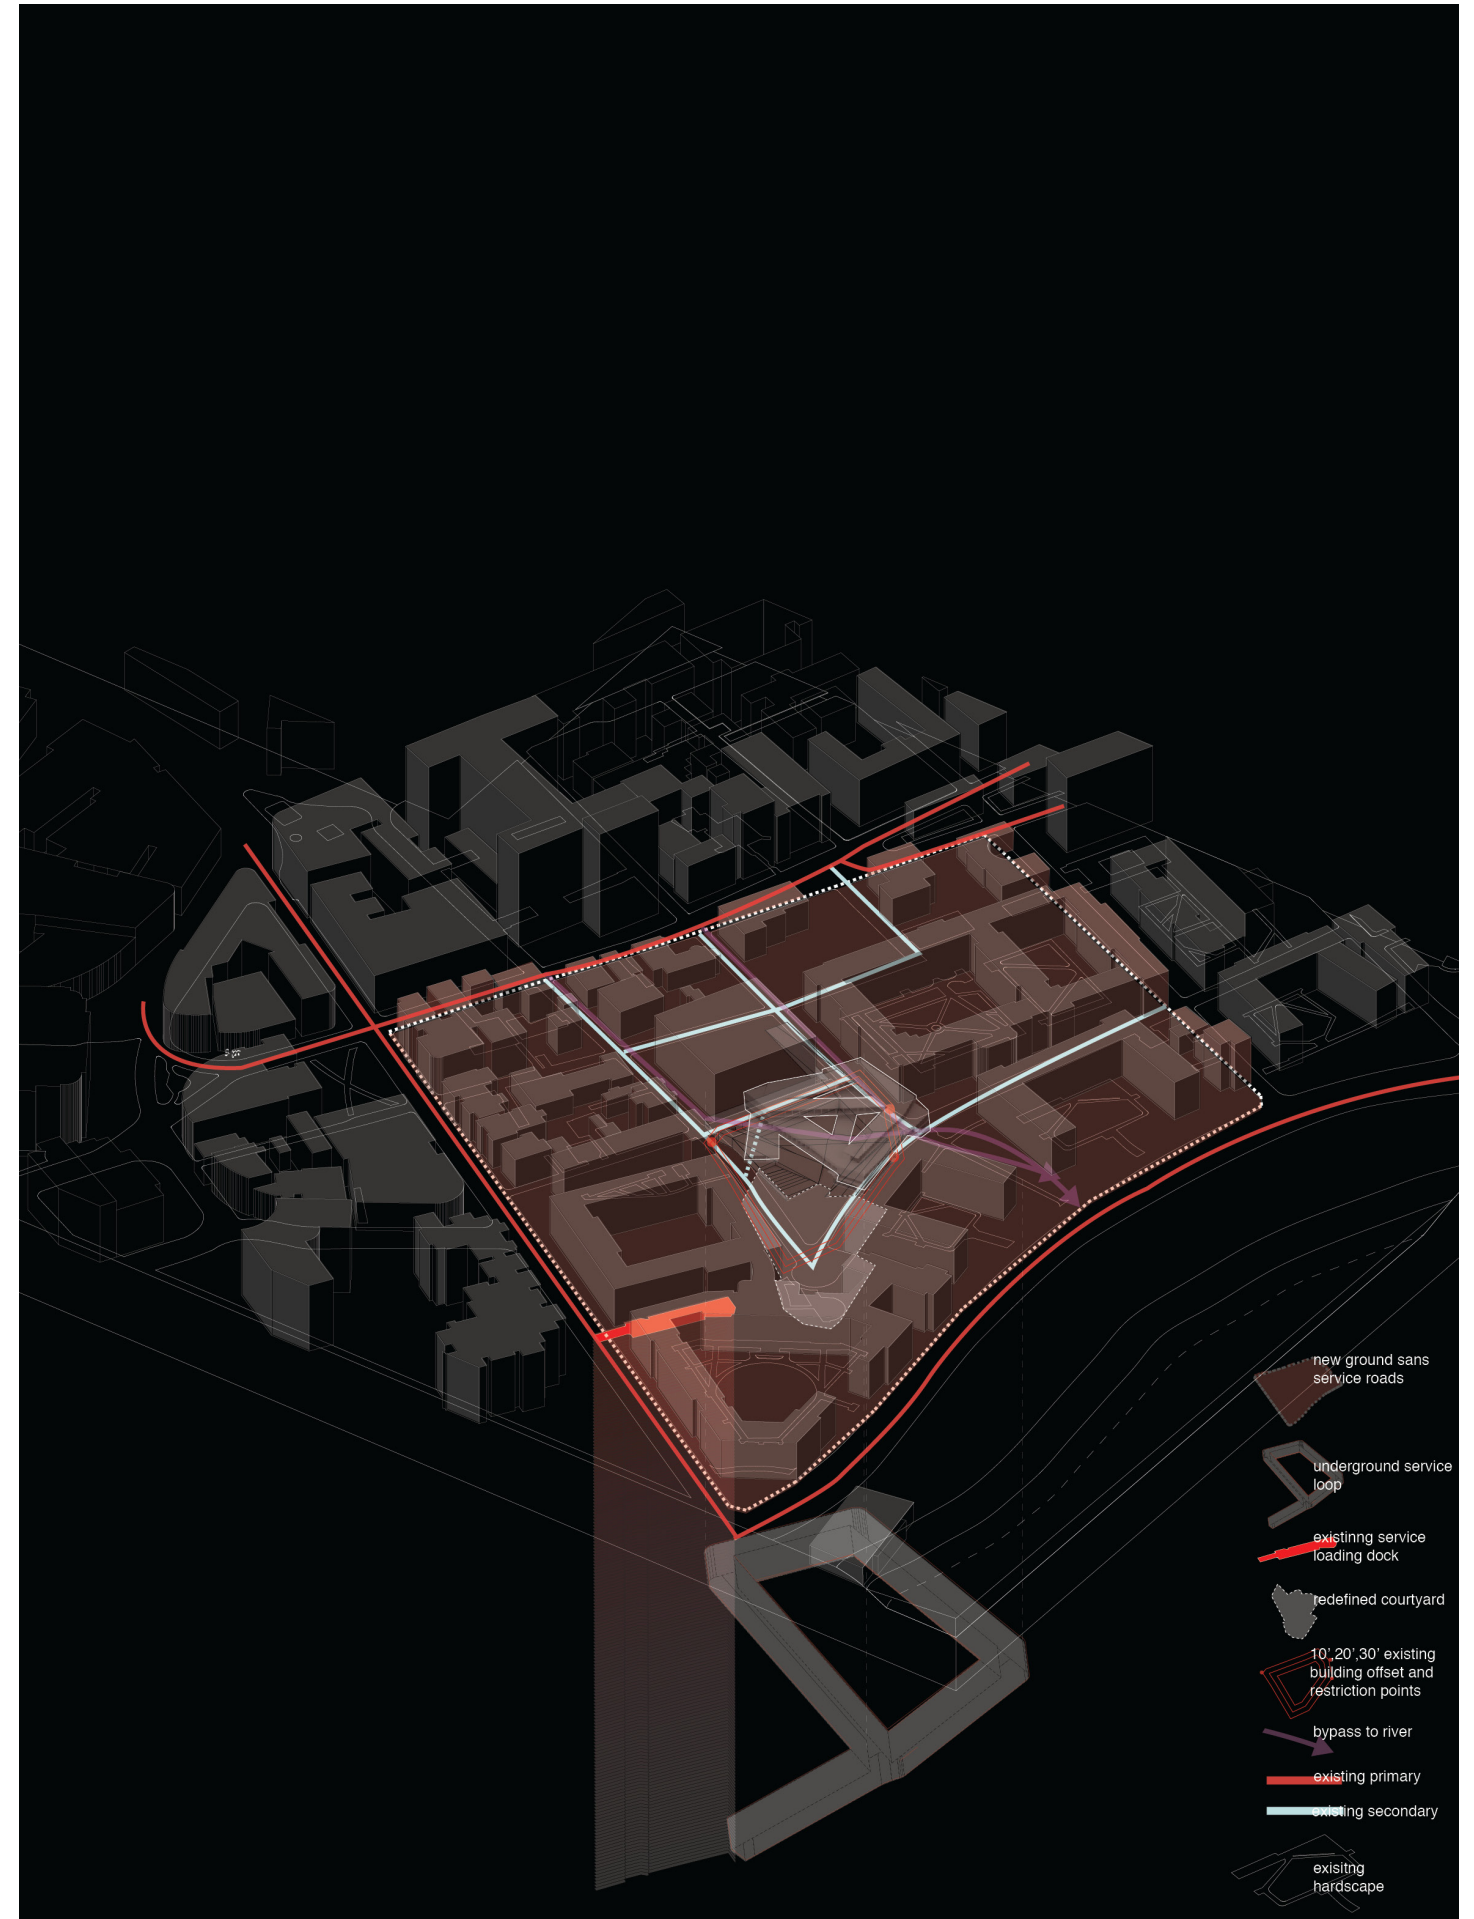 new ground sans
service roads
underground service
loop
existinng service
loading dock
redefined courtyard
10',20',30' existing
building offset and
restriction points
bypass to river
existing primary
existing secondary
exisitng
hardscape